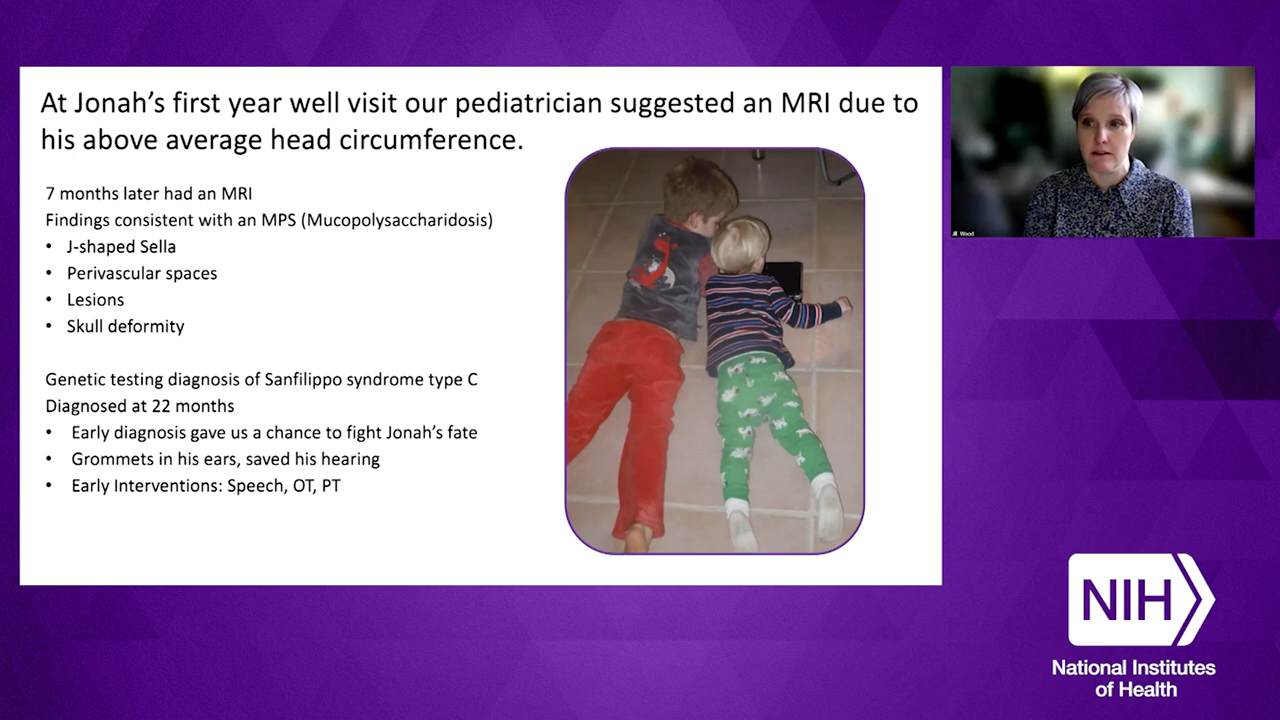 At Jonah's first year well visit our pediatrician suggested an MRI due to
his above average head circumference.
7 months later had an MRI
Findings consistent with an MPS (Mucopolysaccharidosis)
• J-shaped Sella
• Perivascular spaces
• Lesions
• Skull deformity
Genetic testing diagnosis of Sanfilippo syndrome type C
Diagnosed at 22 months
• Early diagnosis gave us a chance to fight Jonah's fate
• Grommets in his ears, saved his hearing
• Early Interventions: Speech, OT, PT
Wood
NIH
National Institutes
of Health